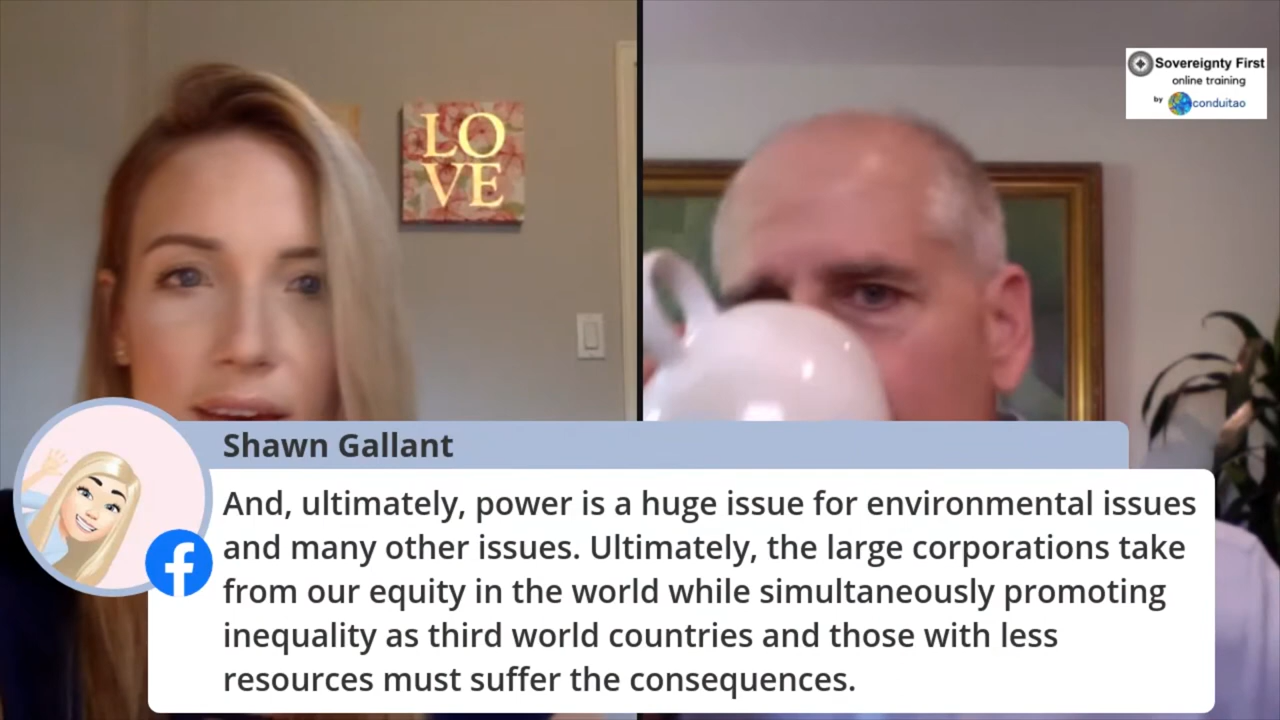 LO
VE
Sovereignty First
online training
by conduitao
Shawn Gallant
And, ultimately, power is a huge issue for environmental issues
and many other issues. Ultimately, the large corporations take
from our equity in the world while simultaneously promoting
inequality as third world countries and those with less
resources must suffer the consequences.